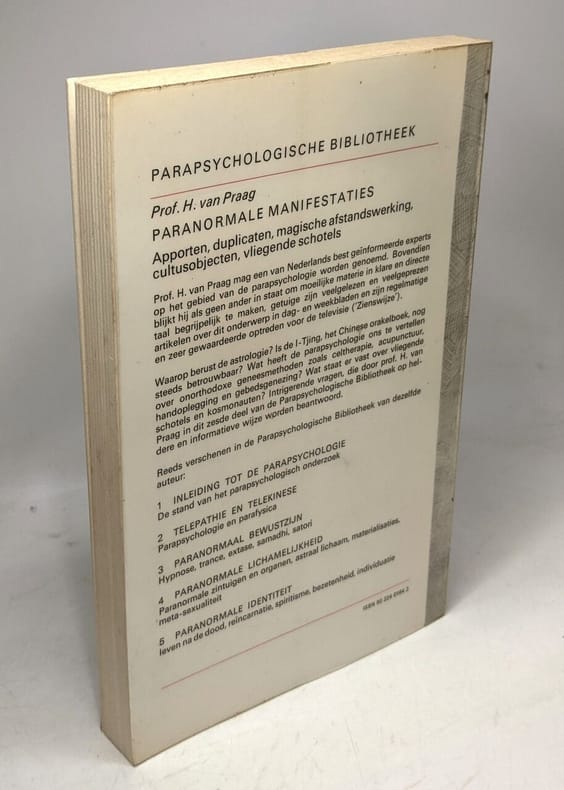 PARAPSYCHOLOGISCHE BIBLIOTHEEK
Prof. H. van Praag
PARANORMALE MANIFESTATIES
Apporten, duplicaten, magische afstandswerking,
cultusobjecten, vliegende schotels
Prof. H. van Praag mag een van Nederlands best geïnformeerde experts
op het gebied van de parapsychologie worden genoemd. Bovendien
blijkt hij als geen ander in staat om moeilijke materie in klare en directe
taal begrijpelijk te maken, getuige zijn veelgelezen en veelgeprezen
artikelen over dit onderwerp in dag- en weekbladen en zijn regelmatige
en zeer gewaardeerde optreden voor de televisie ('Zienswijze').
Waarop berust de astrologie? Is de I-Tjing, het Chinese orakelboek, nog
steeds betrouwbaar? Wat heeft de parapsychologie ons te vertellen
over onorthodoxe geneesmethoden zoals celtherapie, acupunctuur,
handoplegging en gebedsgenezing? Wat staat er vast over vliegende
schotels en kosmonauten? Intrigerende vragen, die door prof. H. van
Praag in dit zesde deel van de Parapsychologische Bibliotheek op hel-
dere en informatieve wijze worden beantwoord.
Reeds verschenen in de Parapsychologische Bibliotheek van dezelfde
auteur:
1 INLEIDING TOT DE PARAPSYCHOLOGIE
De stand van het parapsychologisch onderzoek
2 TELEPATHIE EN TELEKINESE
Parapsychologie en parafysica
3 PARANORMAAL BEWUSTZIJN
Hypnose, trance, extase, samadhi, satori
4 PARANORMALE LICHAMELIJKHEID
Paranormale zintuigen en organen, astraal lichaam, materialisaties,
meta-sexualiteit
5 PARANORMALE IDENTITEIT
leven na de dood, reincarnatie, spiritisme, bezetenheid, individuatie
ISBN 90